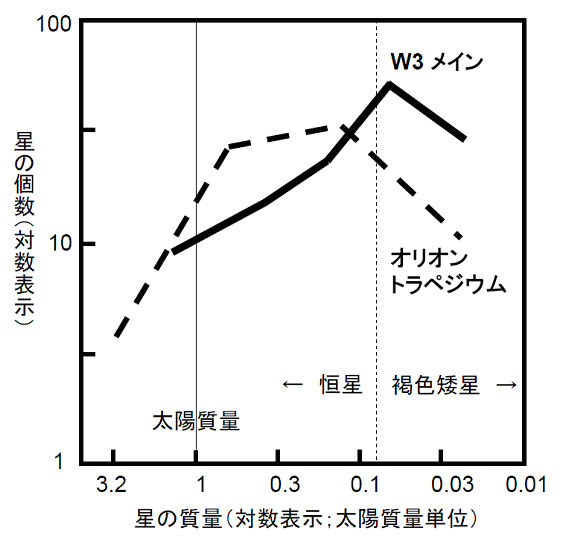 100
W3 メイン
星の個数(対数表示)
10
オリオン
トラペジウム
← 恒星
褐色矮星 →
太陽質量
1
3.2
1
0.3
0.1
0.03
0.01
星の質量(対数表示;太陽質量単位)